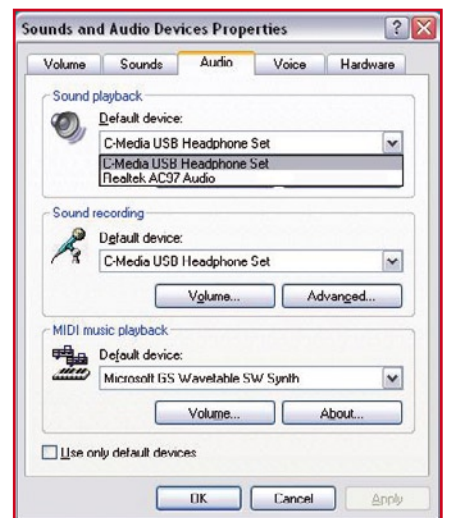 Sounds and Audio Devices Properties
Volume Sounds Audio Voice Hardware
Sound playback
Default device:
C-Media USB Headphone Set
C-Media USB Headphone Set
Realtek AC97 Audio
Sound recording
Default device:
C-Media USB Headphone Set
Volume... Advanced...
MIDI music playback
Default device:
Microsoft GS Wavetable SW Synth
Volume... About...
Use only default devices
OK Cancel Apply